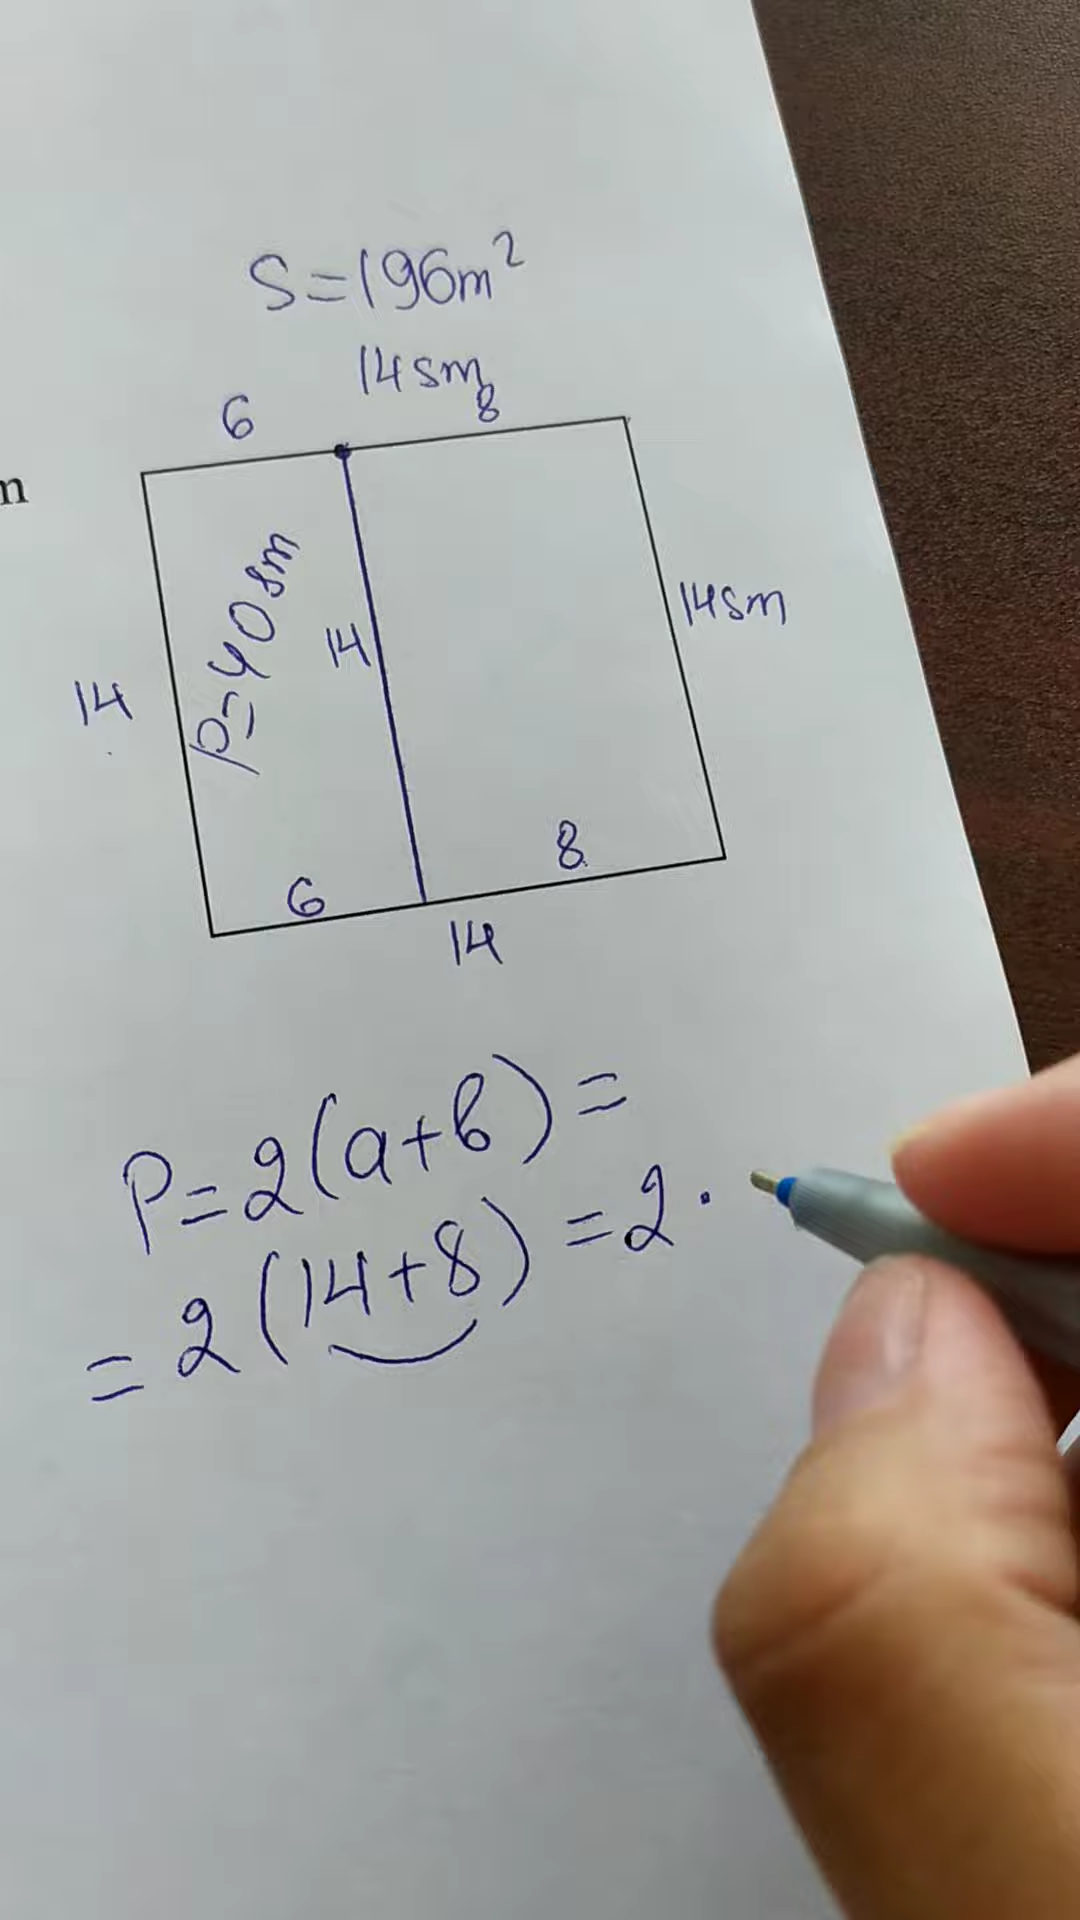 S=196m²
14sm
6
8
n
P=40sm
14
14sm
14
8
6
14
P=2(a+b)=
=2(14+8)=2·